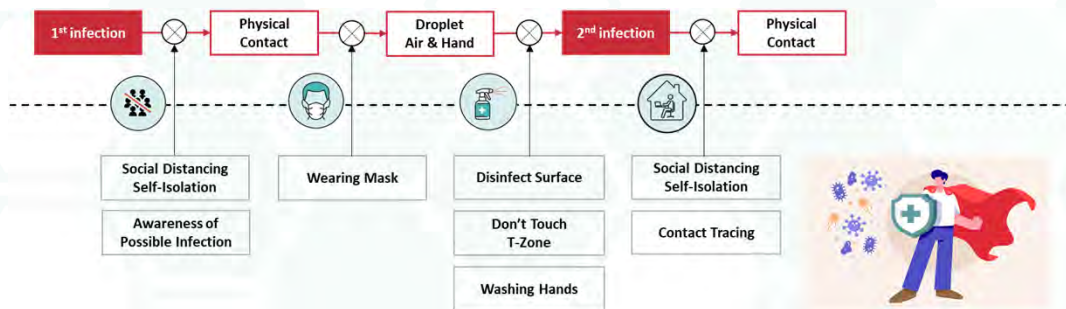 1st infection
Physical
Contact
Droplet
Air & Hand
2nd infection
Physical
Contact
Social Distancing
Self-Isolation
Awareness of
Possible Infection
Wearing Mask
Disinfect Surface
Don't Touch
T-Zone
Washing Hands
Social Distancing
Self-Isolation
Contact Tracing